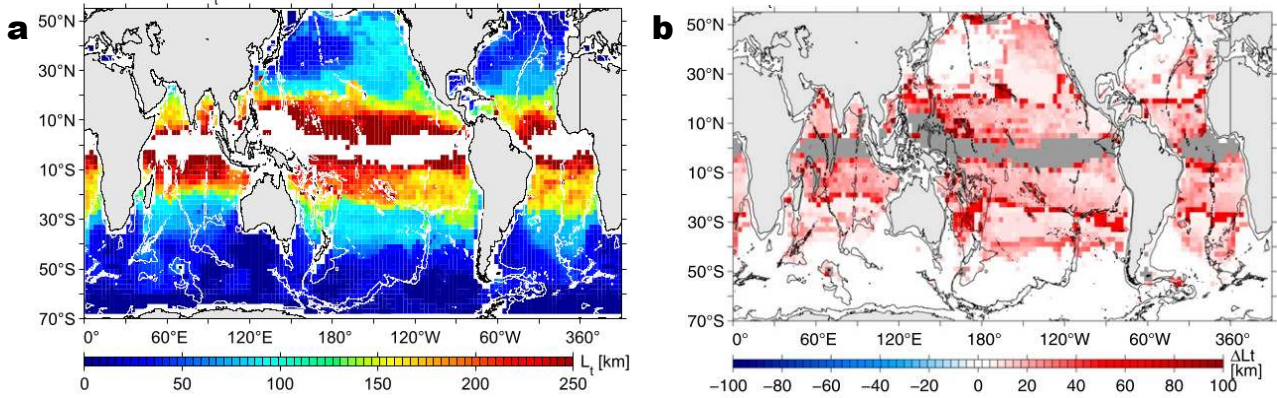 a
50°N
30°N
10°N
10°S
30°S
50°S
70°S
0° 60°E 120°E 180° 120°W 60°W 360°
L_t [km]
0 50 100 150 200 250
b
50°N
30°N
10°N
10°S
30°S
50°S
70°S
0° 60°E 120°E 180° 120°W 60°W 360°
ΔLt
[km]
−100 −80 −60 −40 −20 0 20 40 60 80 100